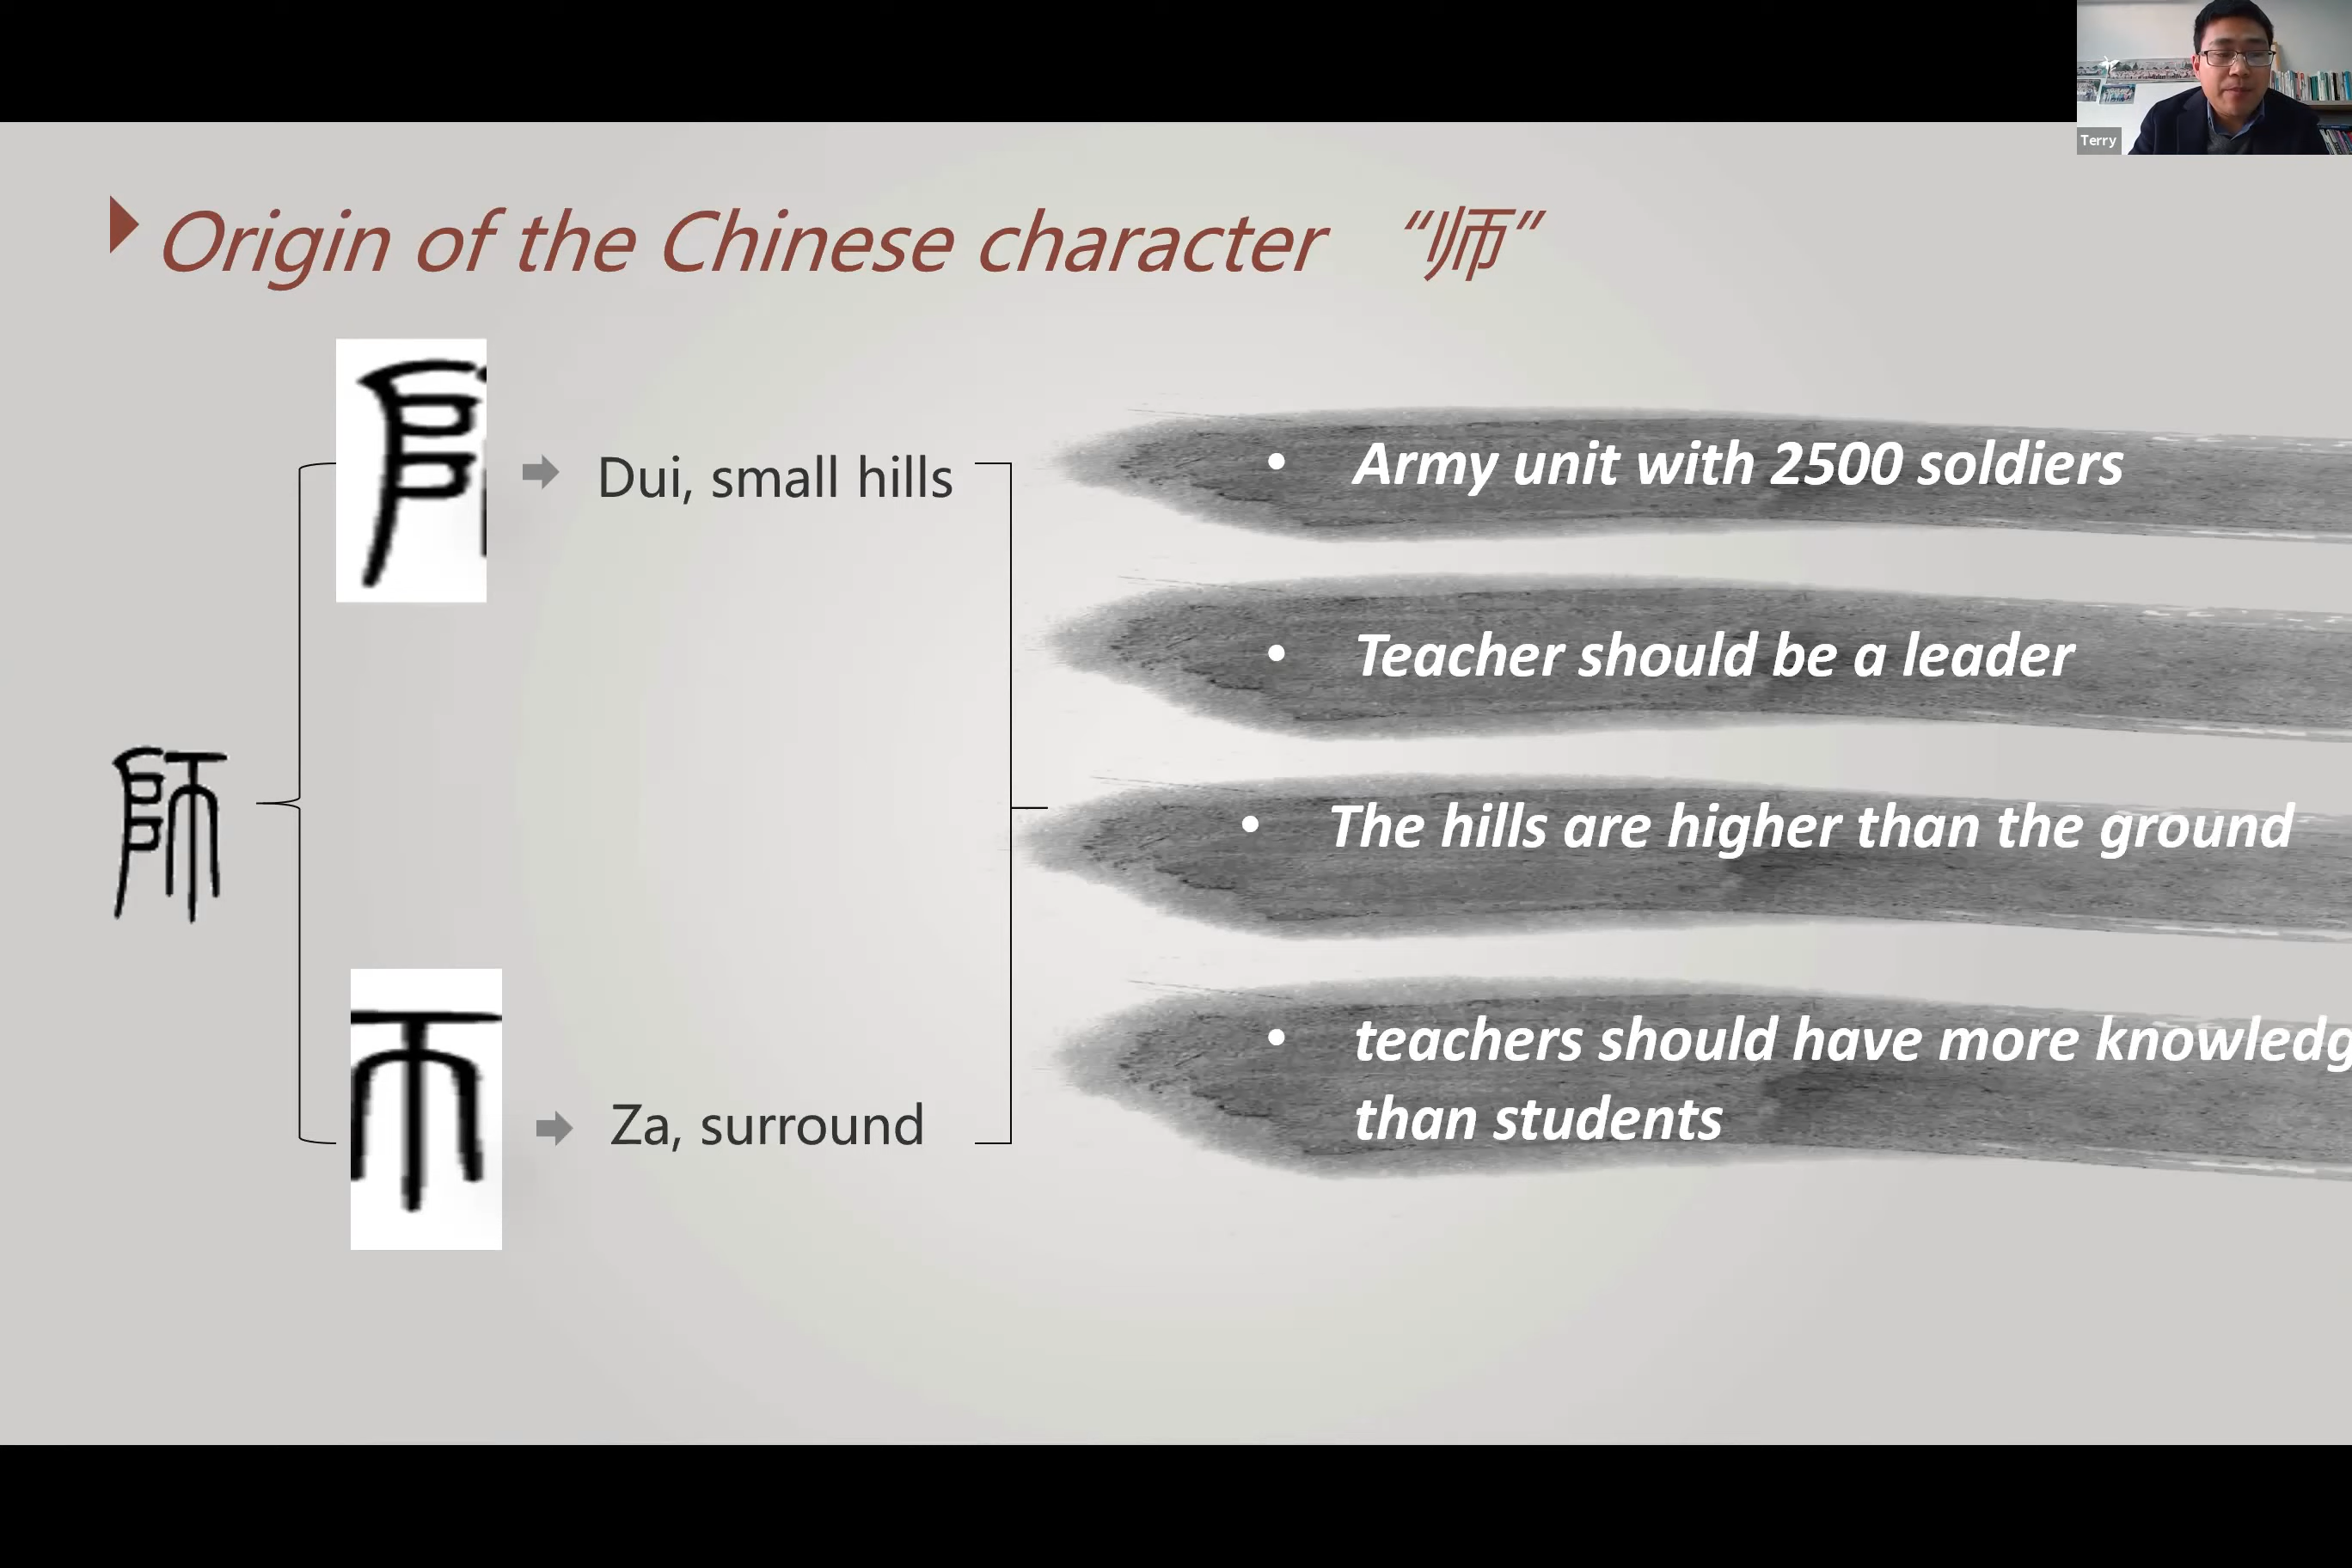 Terry
Origin of the Chinese character “师”
Dui, small hills
師
Za, surround
• Army unit with 2500 soldiers
• Teacher should be a leader
• The hills are higher than the ground
• teachers should have more knowledg
than students